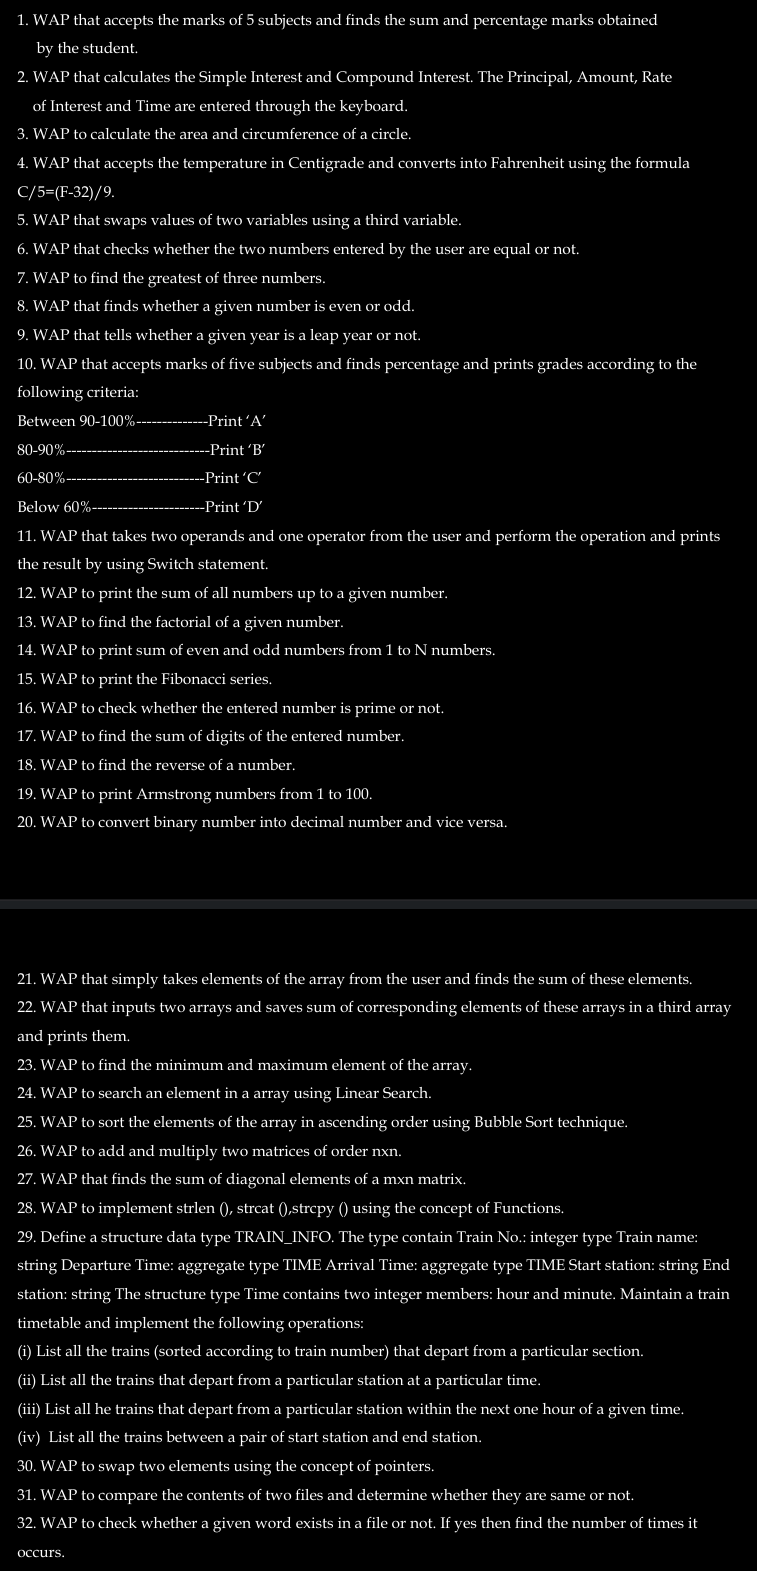 1. WAP that accepts the marks of 5 subjects and finds the sum and percentage marks obtained
by the student.
2. WAP that calculates the Simple Interest and Compound Interest. The Principal, Amount, Rate
of Interest and Time are entered through the keyboard.
3. WAP to calculate the area and circumference of a circle.
4. WAP that accepts the temperature in Centigrade and converts into Fahrenheit using the formula
C/5=(F-32)/9.
5. WAP that swaps values of two variables using a third variable.
6. WAP that checks whether the two numbers entered by the user are equal or not.
7. WAP to find the greatest of three numbers.
8. WAP that finds whether a given number is even or odd.
9. WAP that tells whether a given year is a leap year or not.
10. WAP that accepts marks of five subjects and finds percentage and prints grades according to the
following criteria:
Between 90-100%--------------Print ‘A’
80-90%----------------------------Print ‘B’
60-80%---------------------------Print ‘C’
Below 60%----------------------Print ‘D’
11. WAP that takes two operands and one operator from the user and perform the operation and prints
the result by using Switch statement.
12. WAP to print the sum of all numbers up to a given number.
13. WAP to find the factorial of a given number.
14. WAP to print sum of even and odd numbers from 1 to N numbers.
15. WAP to print the Fibonacci series.
16. WAP to check whether the entered number is prime or not.
17. WAP to find the sum of digits of the entered number.
18. WAP to find the reverse of a number.
19. WAP to print Armstrong numbers from 1 to 100.
20. WAP to convert binary number into decimal number and vice versa.
21. WAP that simply takes elements of the array from the user and finds the sum of these elements.
22. WAP that inputs two arrays and saves sum of corresponding elements of these arrays in a third array
and prints them.
23. WAP to find the minimum and maximum element of the array.
24. WAP to search an element in a array using Linear Search.
25. WAP to sort the elements of the array in ascending order using Bubble Sort technique.
26. WAP to add and multiply two matrices of order nxn.
27. WAP that finds the sum of diagonal elements of a mxn matrix.
28. WAP to implement strlen (), strcat (),strcpy () using the concept of Functions.
29. Define a structure data type TRAIN_INFO. The type contain Train No.: integer type Train name:
string Departure Time: aggregate type TIME Arrival Time: aggregate type TIME Start station: string End
station: string The structure type Time contains two integer members: hour and minute. Maintain a train
timetable and implement the following operations:
(i) List all the trains (sorted according to train number) that depart from a particular section.
(ii) List all the trains that depart from a particular station at a particular time.
(iii) List all he trains that depart from a particular station within the next one hour of a given time.
(iv) List all the trains between a pair of start station and end station.
30. WAP to swap two elements using the concept of pointers.
31. WAP to compare the contents of two files and determine whether they are same or not.
32. WAP to check whether a given word exists in a file or not. If yes then find the number of times it
occurs.